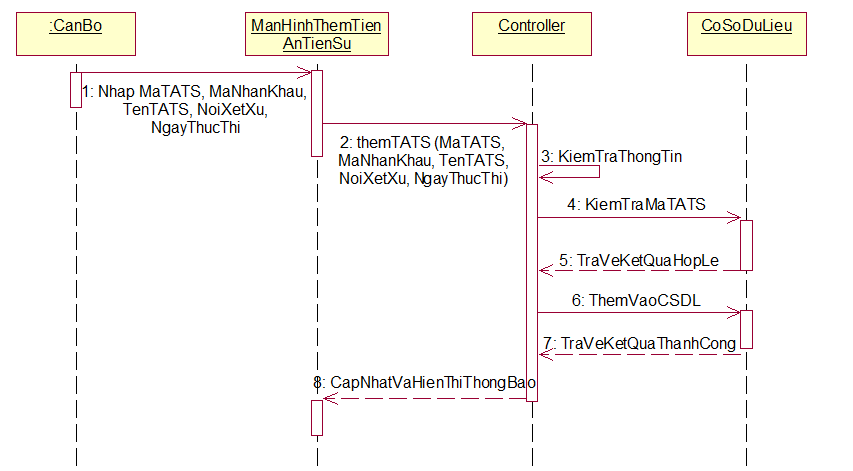 :CanBo
ManHinhThemTien
AnTienSu
Controller
CoSoDuLieu
1: Nhap MaTATS, MaNhanKhau,
TenTATS, NoiXetXu,
NgayThucThi
2: themTATS (MaTATS,
MaNhanKhau, TenTATS,
NoiXetXu, NgayThucThi)
3: KiemTraThongTin
4: KiemTraMaTATS
5: TraVeKetQuaHopLe
6: ThemVaoCSDL
7: TraVeKetQuaThanhCong
8: CapNhatVaHienThiThongBao